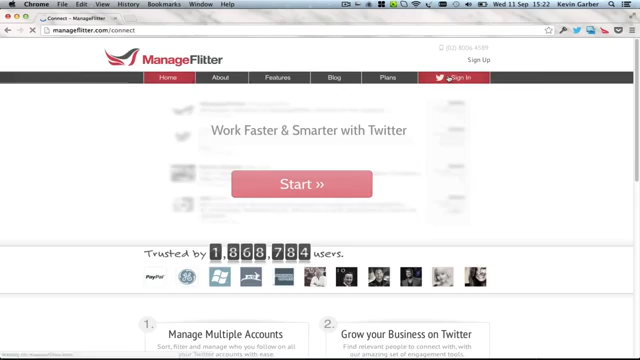 Chrome File Edit View History Bookmarks Window Help
Wed 11 Sep 15:22 Kevin Garber
Connect - ManageFlitter
manageflitter.com/connect
(02) 8006 4589
ManageFlitter
Sign Up
Home About Features Blog Plans Sign In
Work Faster & Smarter with Twitter
Start »
Trusted by 1,868,784 users.
PayPal
1. Manage Multiple Accounts
Sort, filter and manage who you follow on all
your Twitter accounts with ease.
2. Grow your Business on Twitter
Find relevant people to connect with, with
our amazing set of engagement tools.